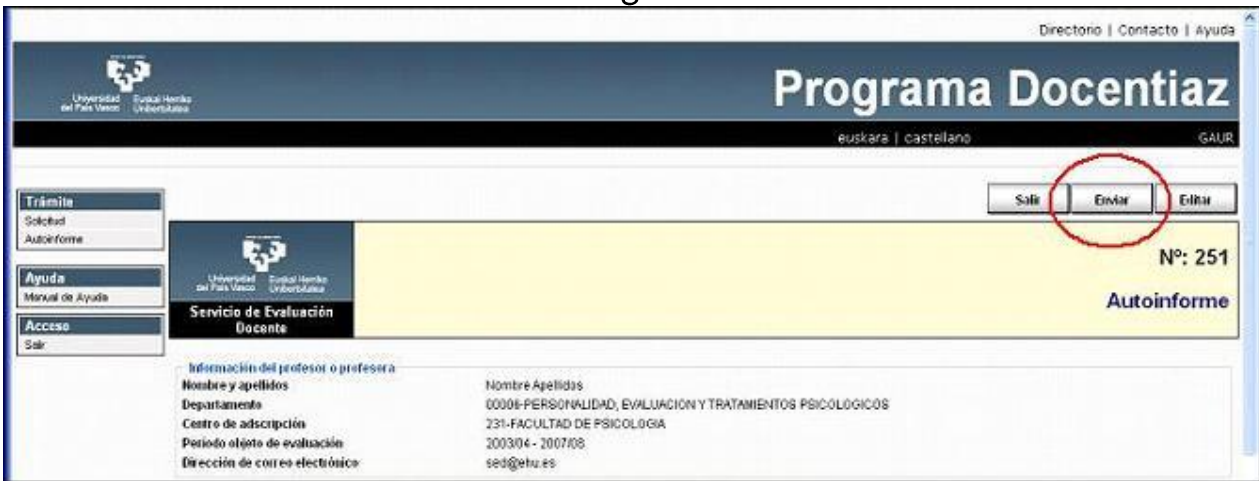 g
Directorio | Contacto | Ayuda
Universidad del País Vasco
Euskal Herriko Unibertsitatea
Programa Docentiaz
euskara | castellano
GAUR
Salir
Enviar
Editar
Trámite
Solicitud
Autoinforme
Ayuda
Manual de Ayuda
Acceso
Salir
Universidad del País Vasco
Euskal Herriko Unibertsitatea
Servicio de Evaluación
Docente
Nº: 251
Autoinforme
Información del profesor o profesora
Nombre y apellidos Nombre Apellidos
Departamento 00006-PERSONALIDAD, EVALUACION Y TRATAMIENTOS PSICOLOGICOS
Centro de adscripción 231-FACULTAD DE PSICOLOGIA
Periodo objeto de evaluación 2003/04 - 2007/08
Dirección de correo electrónico sed@ehu.es